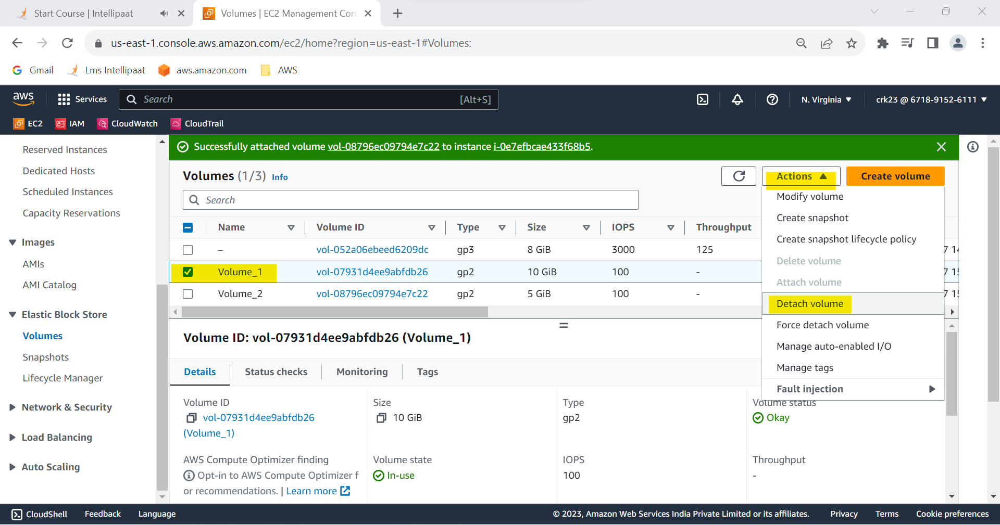 Start Course | Intellipaat
Volumes | EC2 Management Con
us-east-1.console.aws.amazon.com/ec2/home?region=us-east-1#Volumes:
Gmail Lms Intellipaat aws.amazon.com AWS
aws Services Search [Alt+S] N. Virginia crk23 @ 6718-9152-6111
EC2 IAM CloudWatch CloudTrail
Reserved Instances
Dedicated Hosts
Scheduled Instances
Capacity Reservations
Images
AMIs
AMI Catalog
Elastic Block Store
Volumes
Snapshots
Lifecycle Manager
Network & Security
Load Balancing
Auto Scaling
Successfully attached volume vol-08796ec09794e7c22 to instance i-0e7efbcae433f68b5.
Volumes (1/3) Info
Actions Create volume
Search
Name Volume ID Type Size IOPS Throughput
– vol-052a06ebeed6209dc gp3 8 GiB 3000 125 7 14
Volume_1 vol-07931d4ee9abfdb26 gp2 10 GiB 100 - 7 15
Volume_2 vol-08796ec09794e7c22 gp2 5 GiB 100 - 7 15
Modify volume
Create snapshot
Create snapshot lifecycle policy
Delete volume
Attach volume
Detach volume
Force detach volume
Manage auto-enabled I/O
Manage tags
Fault injection
Volume ID: vol-07931d4ee9abfdb26 (Volume_1)
Details Status checks Monitoring Tags
Volume ID
vol-07931d4ee9abfdb26
(Volume_1)
Size
10 GiB
Type
gp2
Volume status
Okay
AWS Compute Optimizer finding
Opt-in to AWS Compute Optimizer f
or recommendations. | Learn more
Volume state
In-use
IOPS
100
Throughput
-
CloudShell Feedback Language © 2023, Amazon Web Services India Private Limited or its affiliates. Privacy Terms Cookie preferences